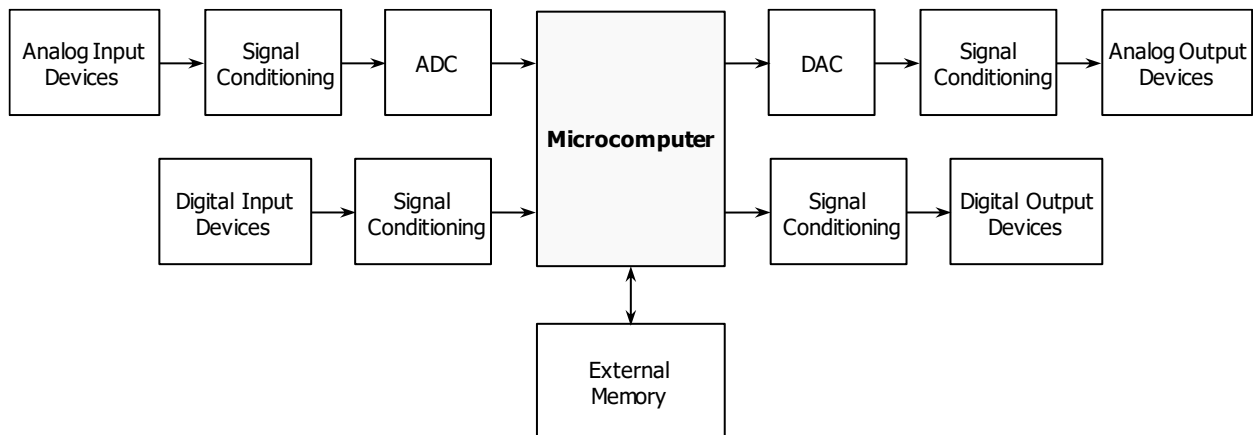 Analog Input
Devices
Signal
Conditioning
ADC
Microcomputer
DAC
Signal
Conditioning
Analog Output
Devices
Digital Input
Devices
Signal
Conditioning
Signal
Conditioning
Digital Output
Devices
External
Memory